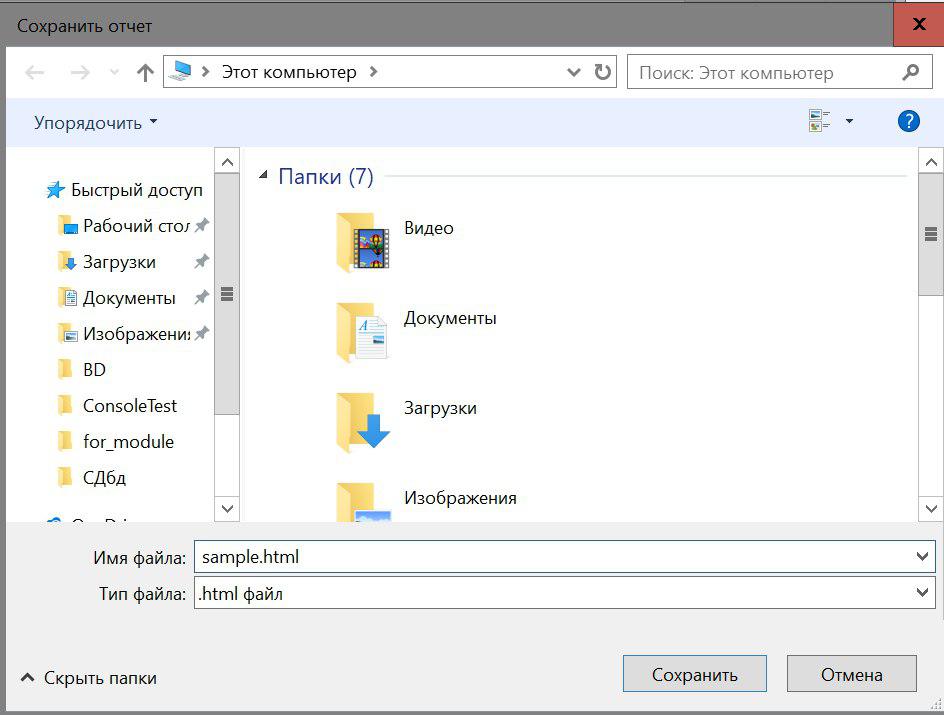 Сохранить отчет
Этот компьютер
Поиск: Этот компьютер
Упорядочить
?
Быстрый доступ
Рабочий стол
Загрузки
Документы
Изображения
BD
ConsoleTest
for_module
СДбд
Папки (7)
Видео
Документы
Загрузки
Изображения
Имя файла: sample.html
Тип файла: .html файл
Скрыть папки
Сохранить
Отмена